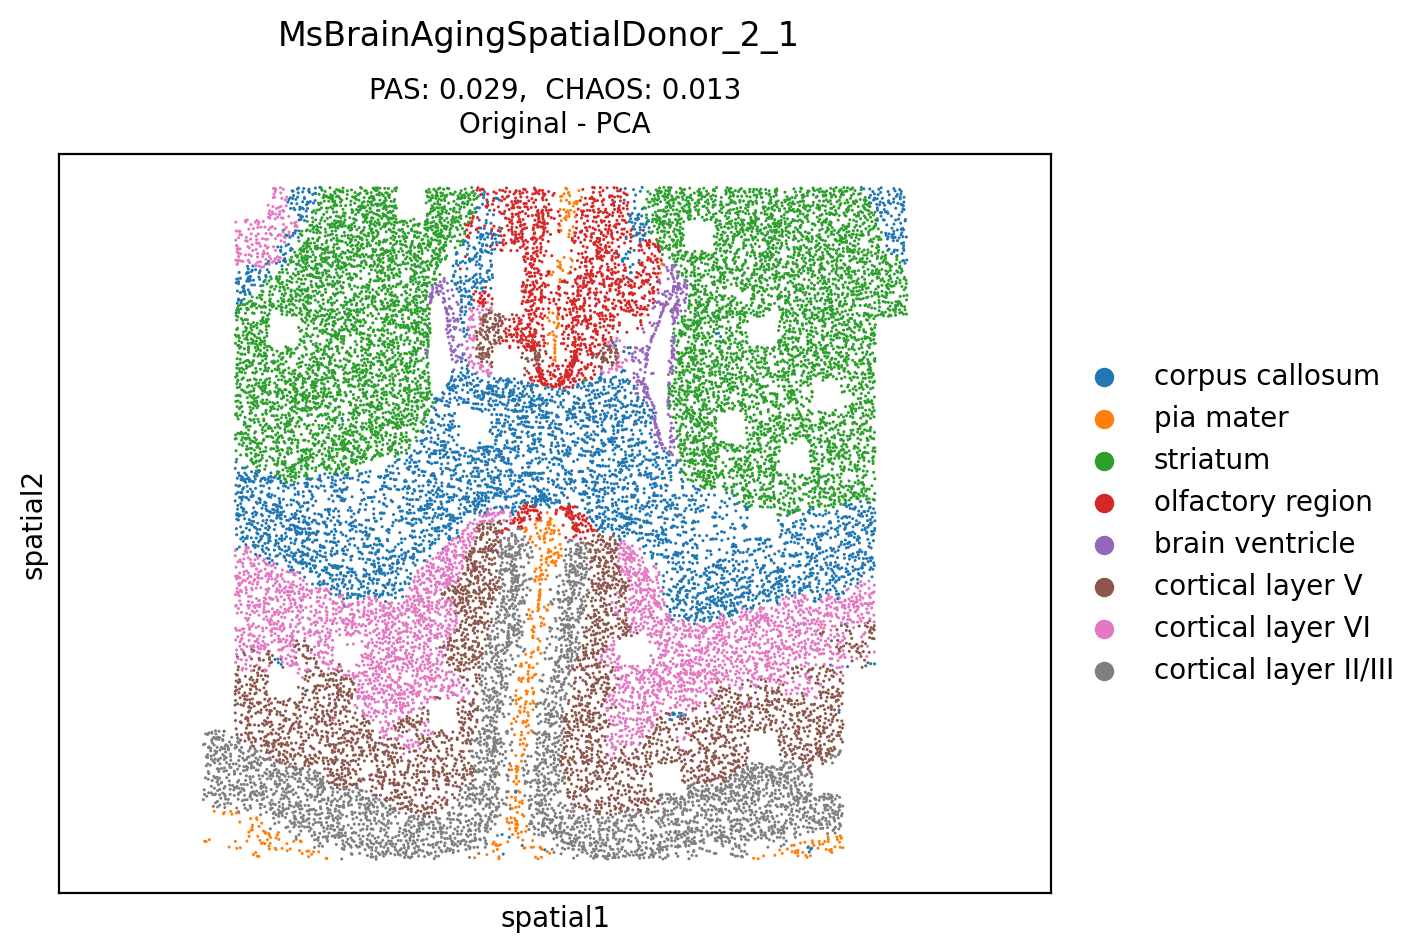 MsBrainAgingSpatialDonor_2_1
PAS: 0.029,  CHAOS: 0.013
Original - PCA
spatial2
spatial1
corpus callosum
pia mater
striatum
olfactory region
brain ventricle
cortical layer V
cortical layer VI
cortical layer II/III